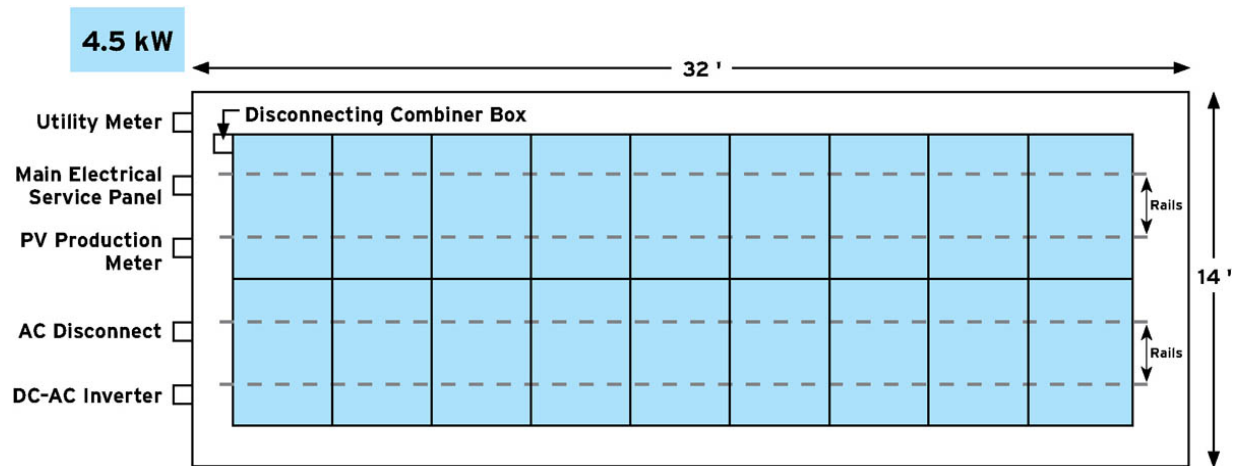 4.5 kW
32 '
Utility Meter
Disconnecting Combiner Box
Main Electrical
Service Panel
Rails
PV Production
Meter
14 '
AC Disconnect
Rails
DC-AC Inverter